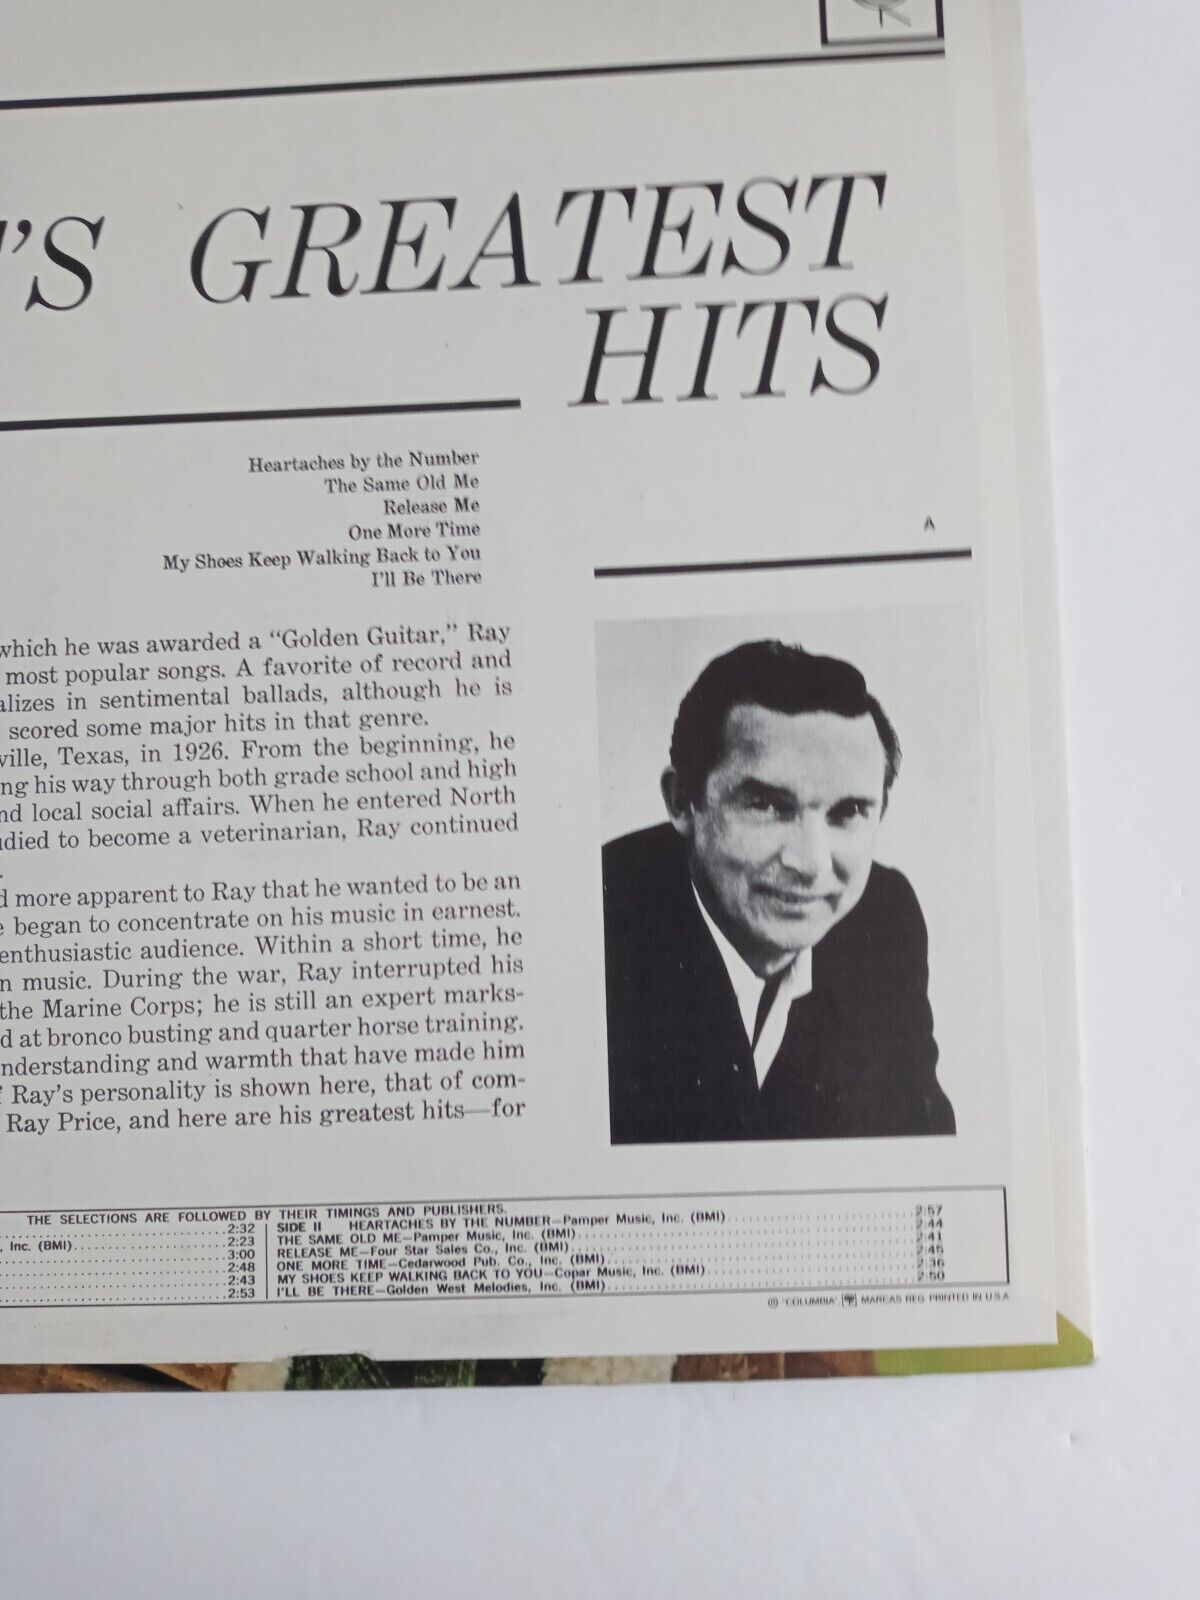 'S GREATEST
HITS
Heartaches by the Number
The Same Old Me
Release Me
One More Time
My Shoes Keep Walking Back to You
I'll Be There
A
which he was awarded a "Golden Guitar," Ray
most popular songs. A favorite of record and
alizes in sentimental ballads, although he is
scored some major hits in that genre.
ville, Texas, in 1926. From the beginning, he
ng his way through both grade school and high
nd local social affairs. When he entered North
udied to become a veterinarian, Ray continued
.
d more apparent to Ray that he wanted to be an
e began to concentrate on his music in earnest.
enthusiastic audience. Within a short time, he
n music. During the war, Ray interrupted his
the Marine Corps; he is still an expert marks-
d at bronco busting and quarter horse training.
nderstanding and warmth that have made him
f Ray's personality is shown here, that of com-
Ray Price, and here are his greatest hits—for
THE SELECTIONS ARE FOLLOWED BY THEIR TIMINGS AND PUBLISHERS.
2:32
, Inc. (BMI) 2:23
3:00
2:48
2:43
2:53
SIDE II HEARTACHES BY THE NUMBER—Pamper Music, Inc. (BMI) 2:57
THE SAME OLD ME—Pamper Music, Inc. (BMI) 2:44
RELEASE ME—Four Star Sales Co., Inc. (BMI) 2:41
ONE MORE TIME—Cedarwood Pub. Co., Inc. (BMI) 2:45
MY SHOES KEEP WALKING BACK TO YOU—Copar Music, Inc. (BMI) 2:36
I'LL BE THERE—Golden West Melodies, Inc. (BMI) 2:50
℗ "COLUMBIA", MARCAS REG PRINTED IN U.S.A